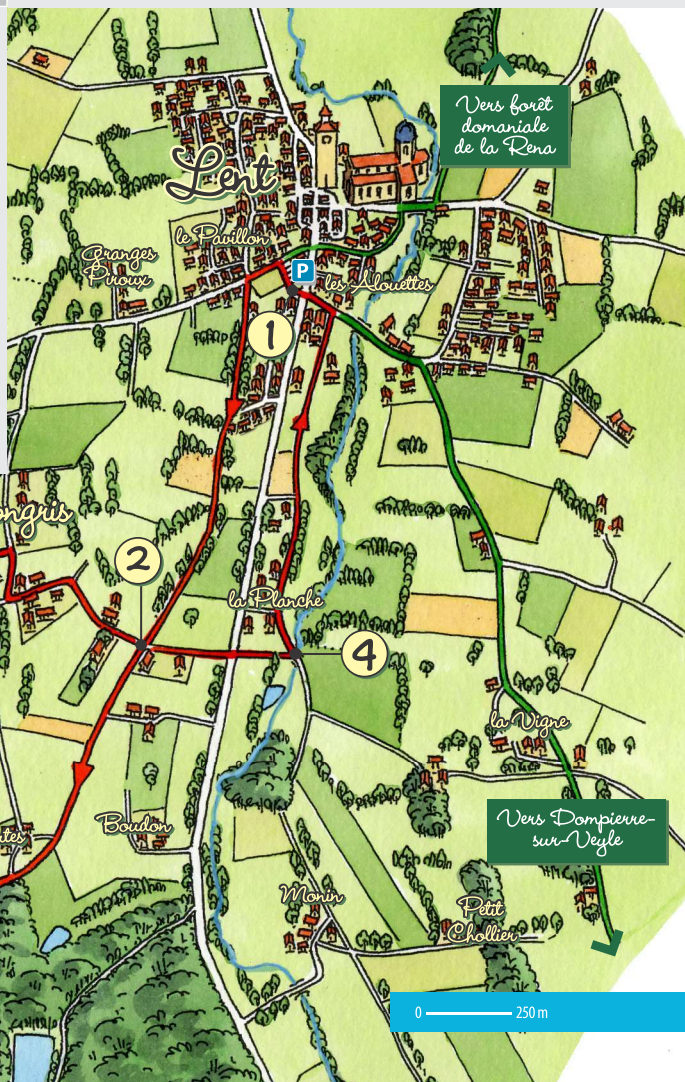 Vers forêt
domaniale
de la Rena
Lent
le Pavillon
Granges
Piroux
P
les Alouettes
1
ongris
2
la Planche
4
la Vigne
Vers Dompierre-
sur-Veyle
Boudon
tes
Monin
Petit
Chollier
0 250 m